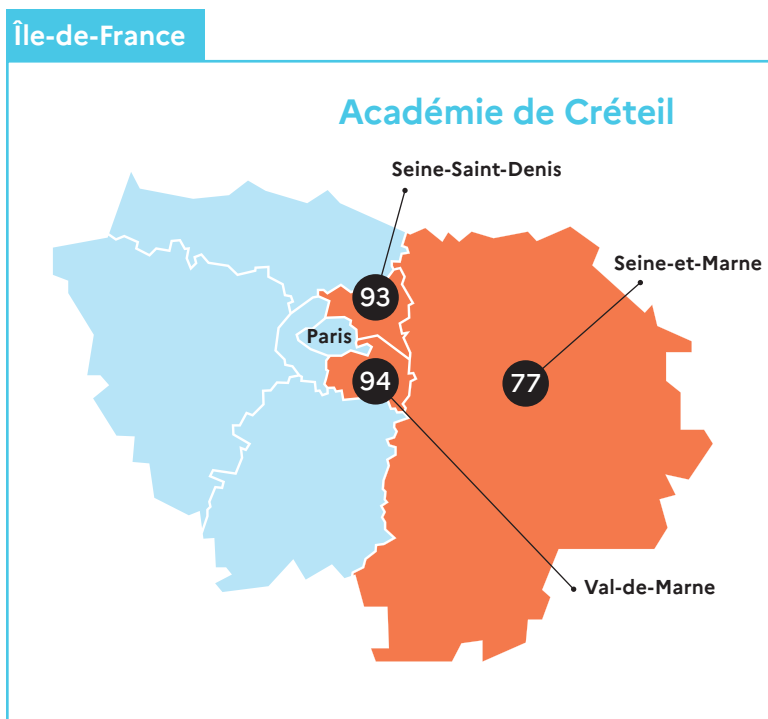 Île-de-France
Académie de Créteil
Seine-Saint-Denis
Seine-et-Marne
93
Paris
94
77
Val-de-Marne